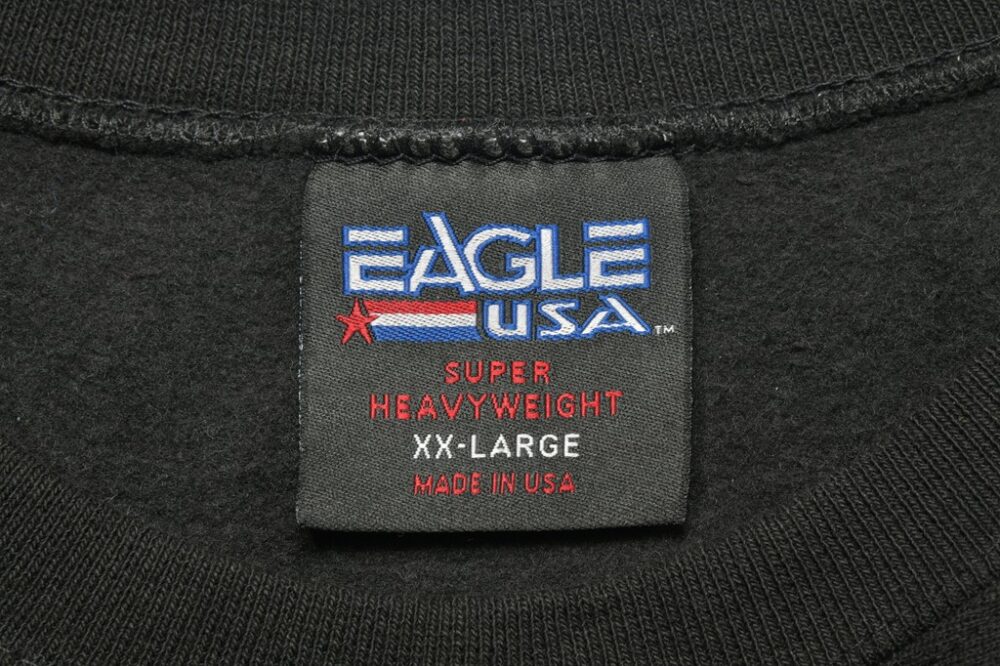 EAGLE
USA™
SUPER
HEAVYWEIGHT
XX-LARGE
MADE IN USA